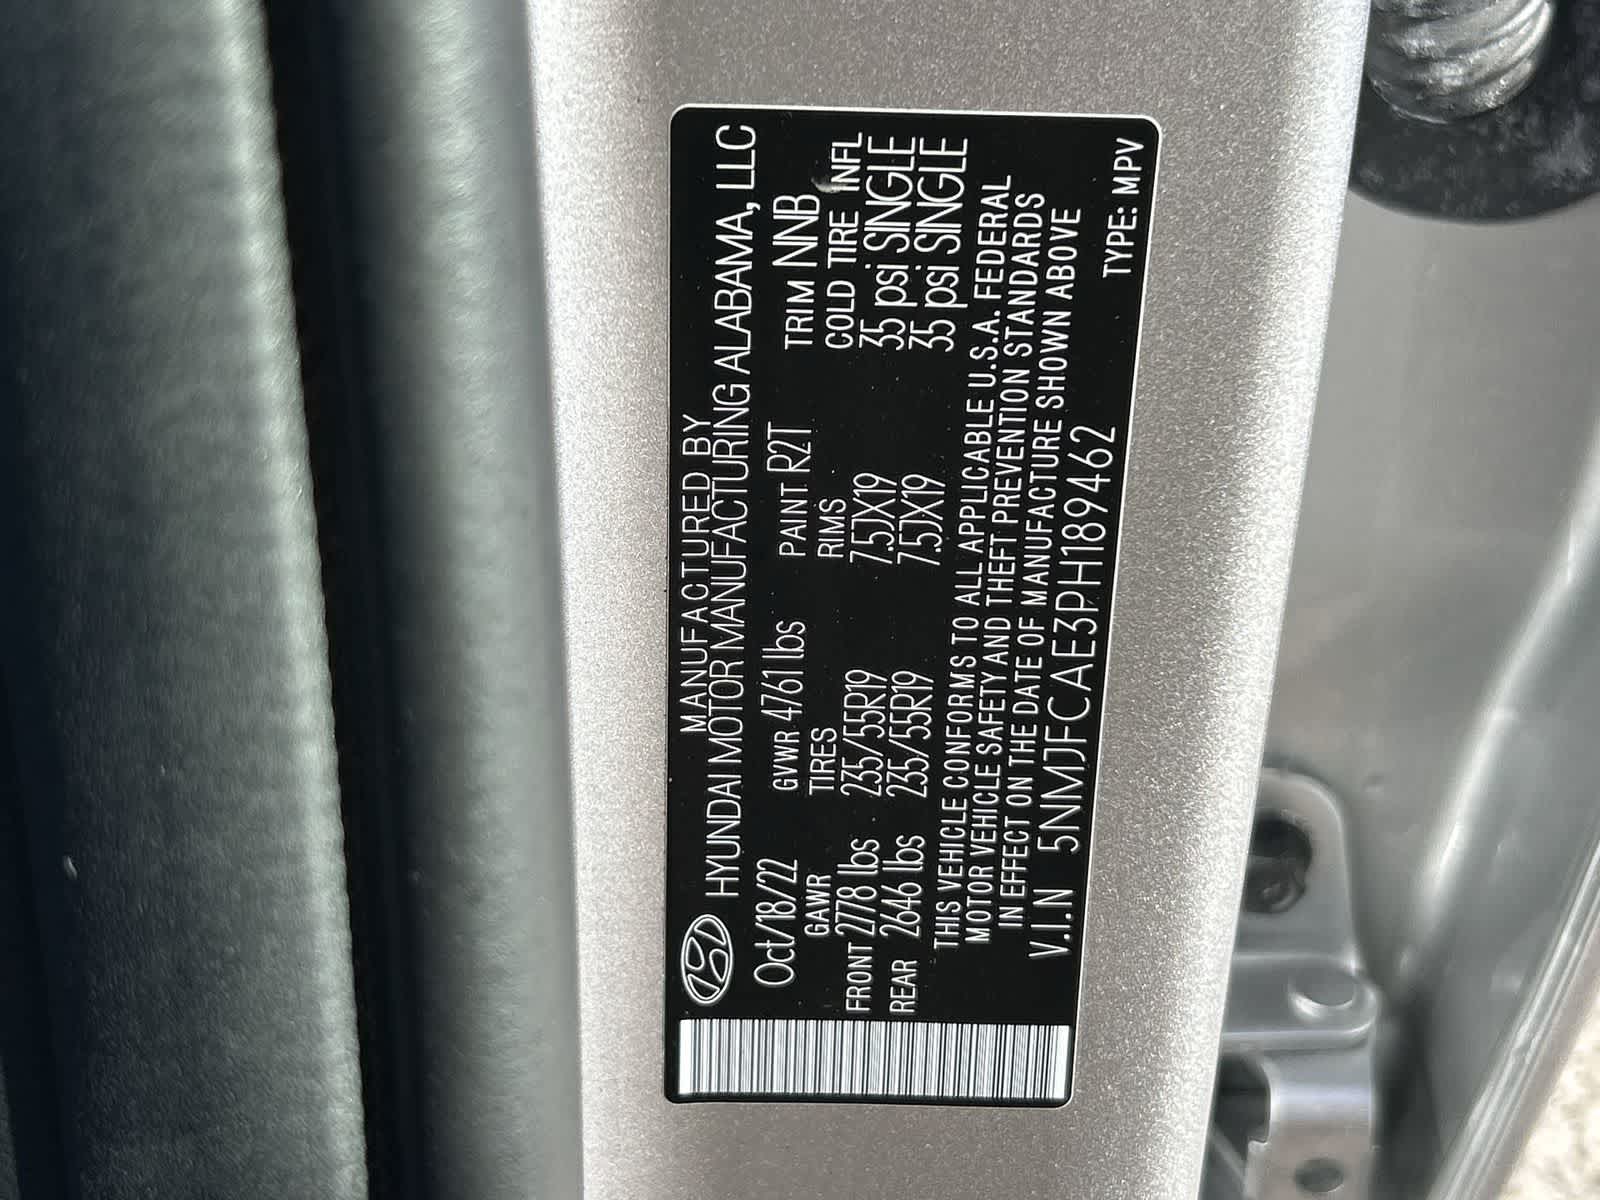 MANUFACTURED BY
HYUNDAI MOTOR MANUFACTURING ALABAMA, LLC
Oct/18/22 GVWR 4761 lbs PAINT R2T TRIM NNB
GAWR TIRES RIMS COLD TIRE INFL
FRONT 2778 lbs 235/55R19 7.5JX19 35 psi SINGLE
REAR 2646 lbs 235/55R19 7.5JX19 35 psi SINGLE
THIS VEHICLE CONFORMS TO ALL APPLICABLE U.S.A. FEDERAL
MOTOR VEHICLE SAFETY AND THEFT PREVENTION STANDARDS
IN EFFECT ON THE DATE OF MANUFACTURE SHOWN ABOVE
V.I.N 5NMJFCAE3PH189462 TYPE: MPV